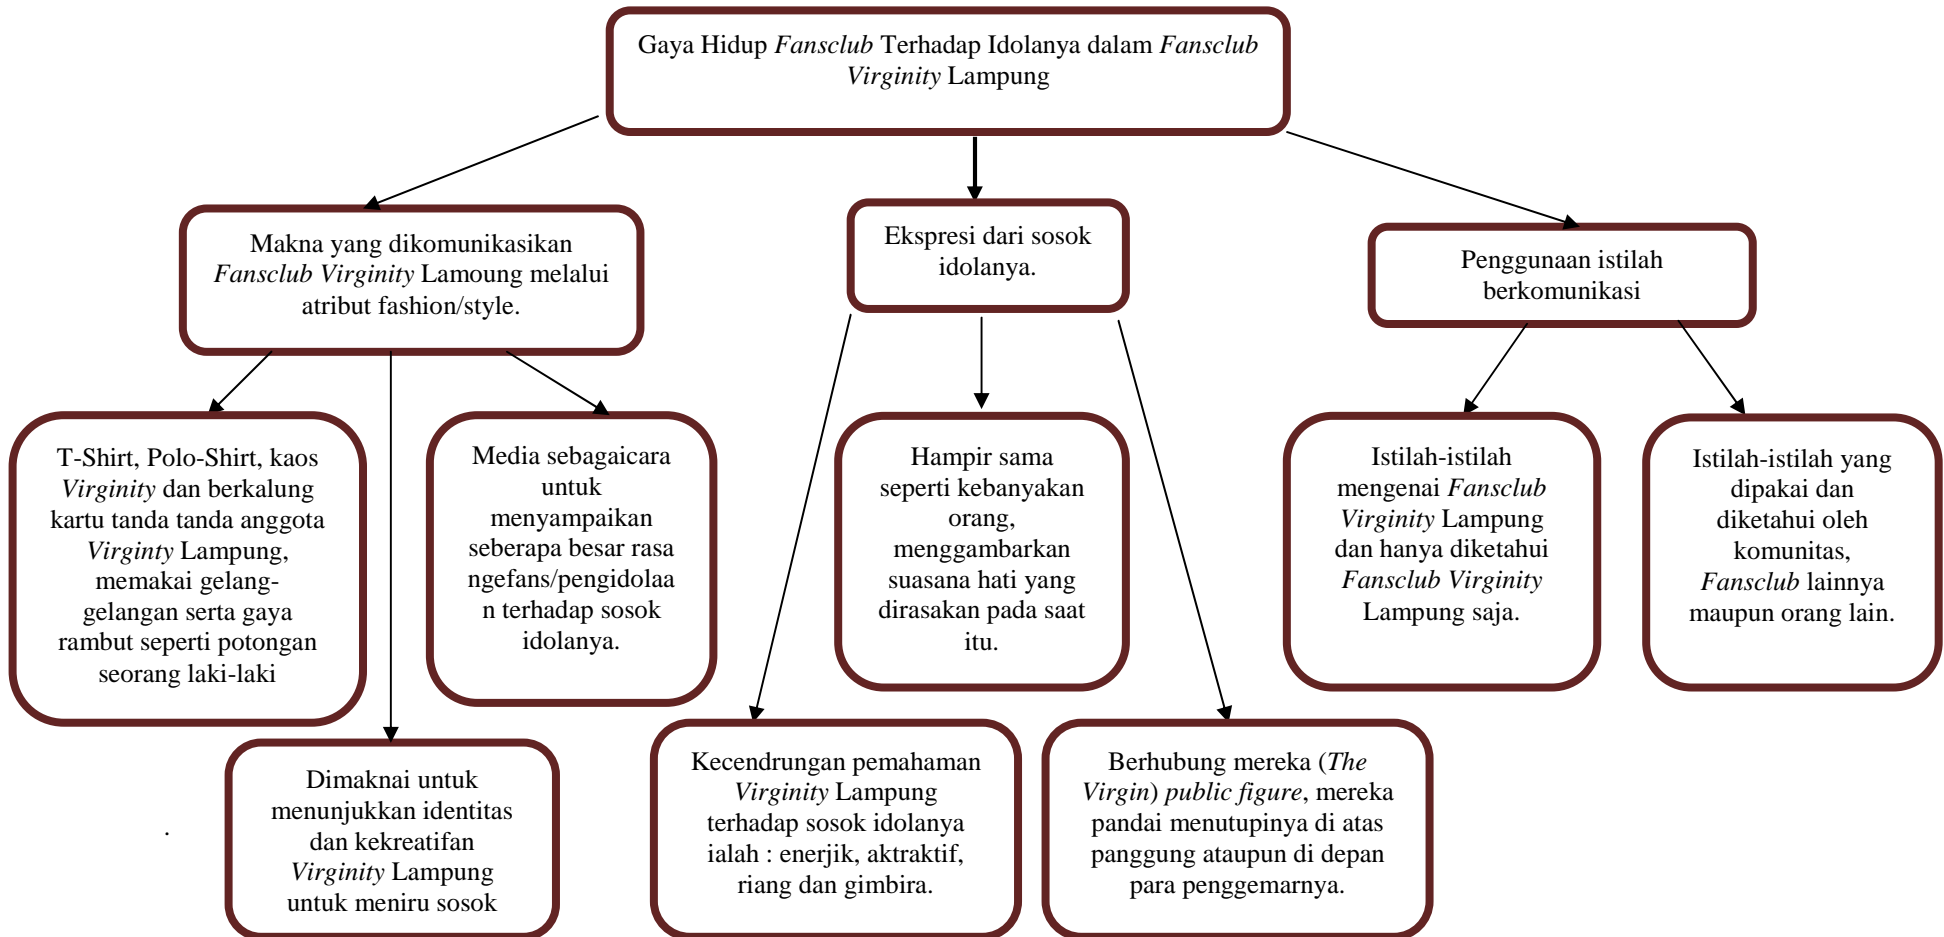 Gaya Hidup Fansclub Terhadap Idolanya dalam Fansclub
Virginity Lampung
Makna yang dikomunikasikan
Fansclub Virginity Lamoung melalui
atribut fashion/style.
Ekspresi dari sosok
idolanya.
Penggunaan istilah
berkomunikasi
T-Shirt, Polo-Shirt, kaos
Virginity dan berkalung
kartu tanda tanda anggota
Virginty Lampung,
memakai gelang-
gelangan serta gaya
rambut seperti potongan
seorang laki-laki
Media sebagaicara
untuk
menyampaikan
seberapa besar rasa
ngefans/pengidolaa
n terhadap sosok
idolanya.
Hampir sama
seperti kebanyakan
orang,
menggambarkan
suasana hati yang
dirasakan pada saat
itu.
Istilah-istilah
mengenai Fansclub
Virginity Lampung
dan hanya diketahui
Fansclub Virginity
Lampung saja.
Istilah-istilah yang
dipakai dan
diketahui oleh
komunitas,
Fansclub lainnya
maupun orang lain.
Dimaknai untuk
menunjukkan identitas
dan kekreatifan
Virginity Lampung
untuk meniru sosok
Kecendrungan pemahaman
Virginity Lampung
terhadap sosok idolanya
ialah : enerjik, aktraktif,
riang dan gimbira.
Berhubung mereka (The
Virgin) public figure, mereka
pandai menutupinya di atas
panggung ataupun di depan
para penggemarnya.
.